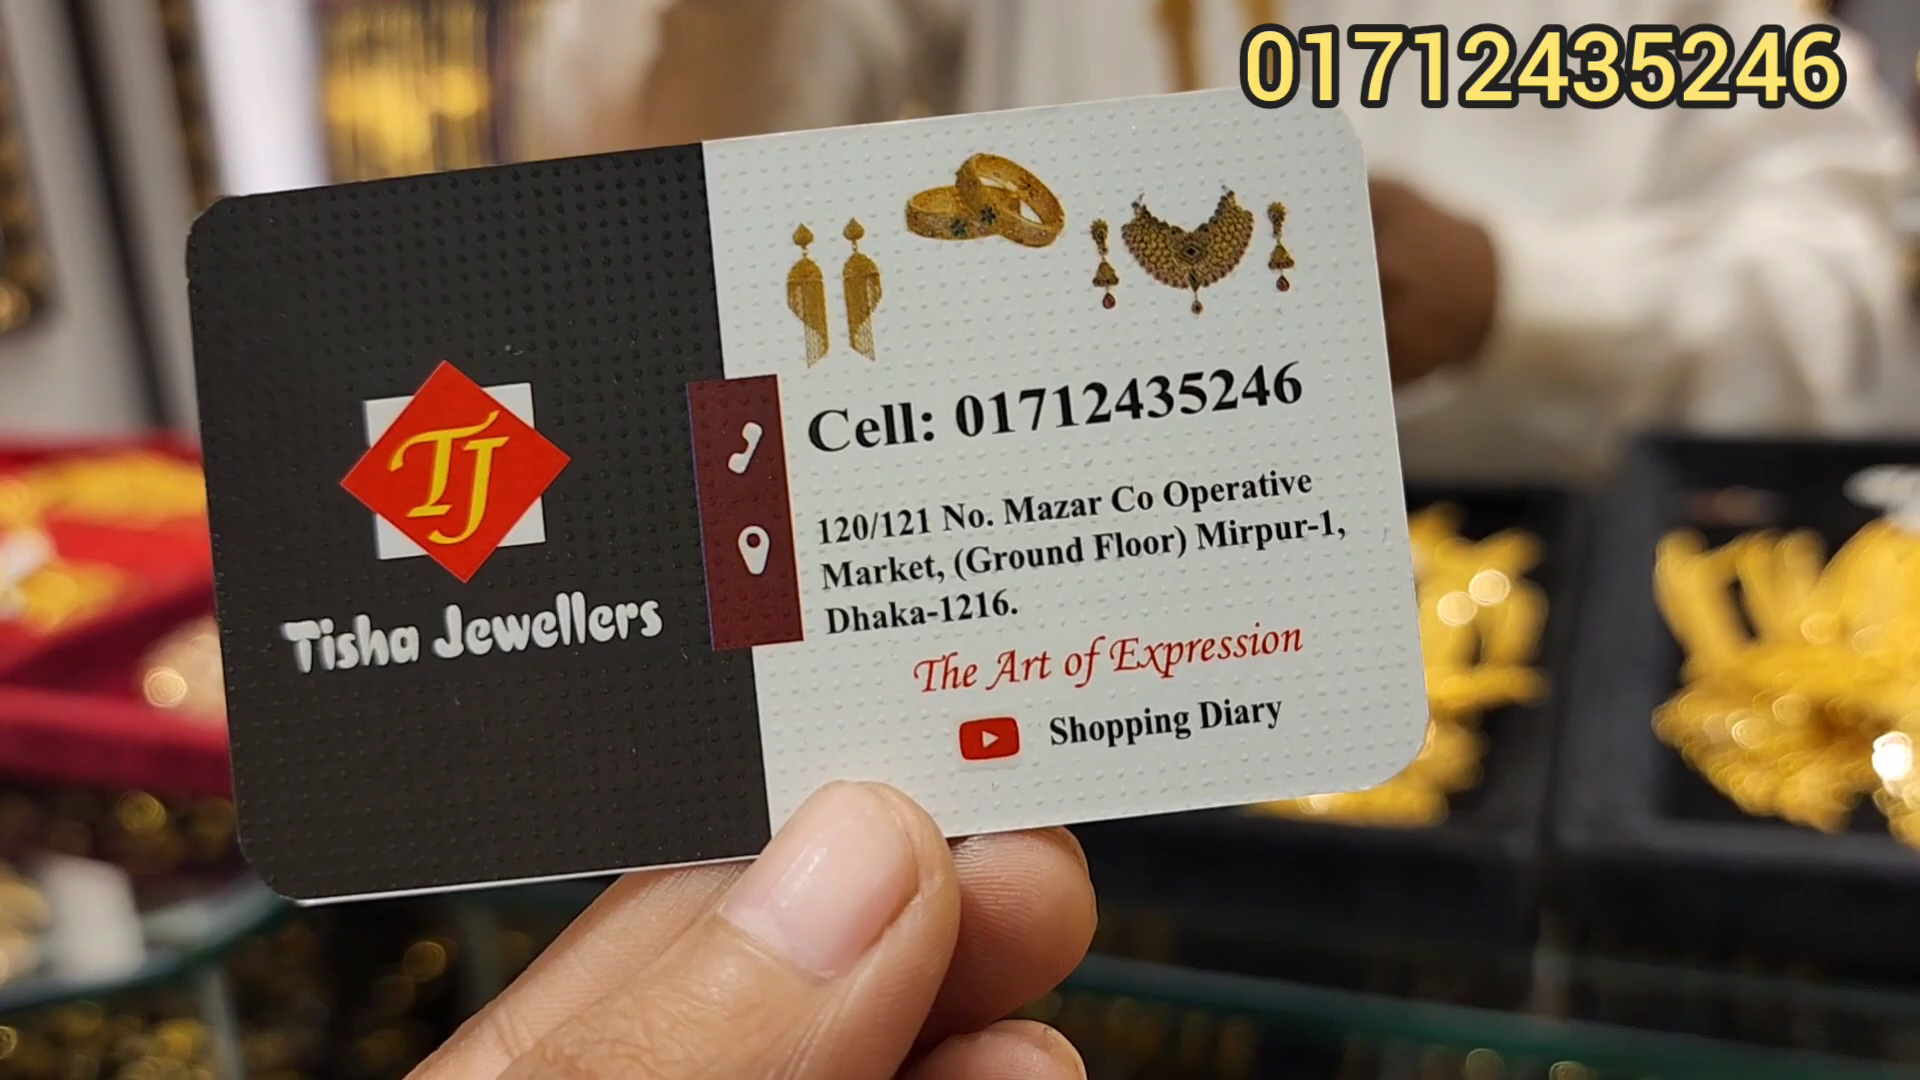 01712435246
TJ
Tisha Jewellers
Cell: 01712435246
120/121 No. Mazar Co Operative
Market, (Ground Floor) Mirpur-1,
Dhaka-1216.
The Art of Expression
Shopping Diary